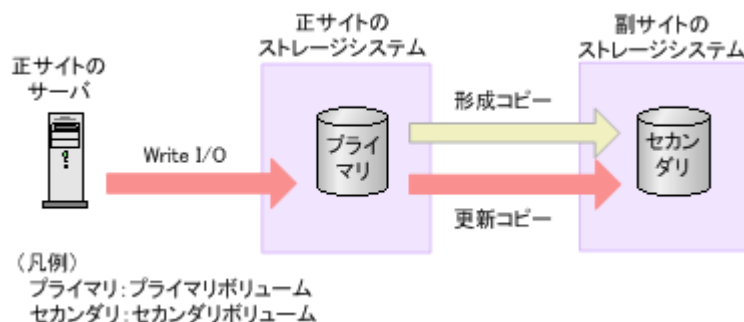 正サイトの
ストレージシステム
副サイトの
ストレージシステム
正サイトの
サーバ
Write I/O
プライ
マリ
形成コピー
更新コピー
セカン
ダリ
（凡例）
プライマリ：プライマリボリューム
セカンダリ：セカンダリボリューム